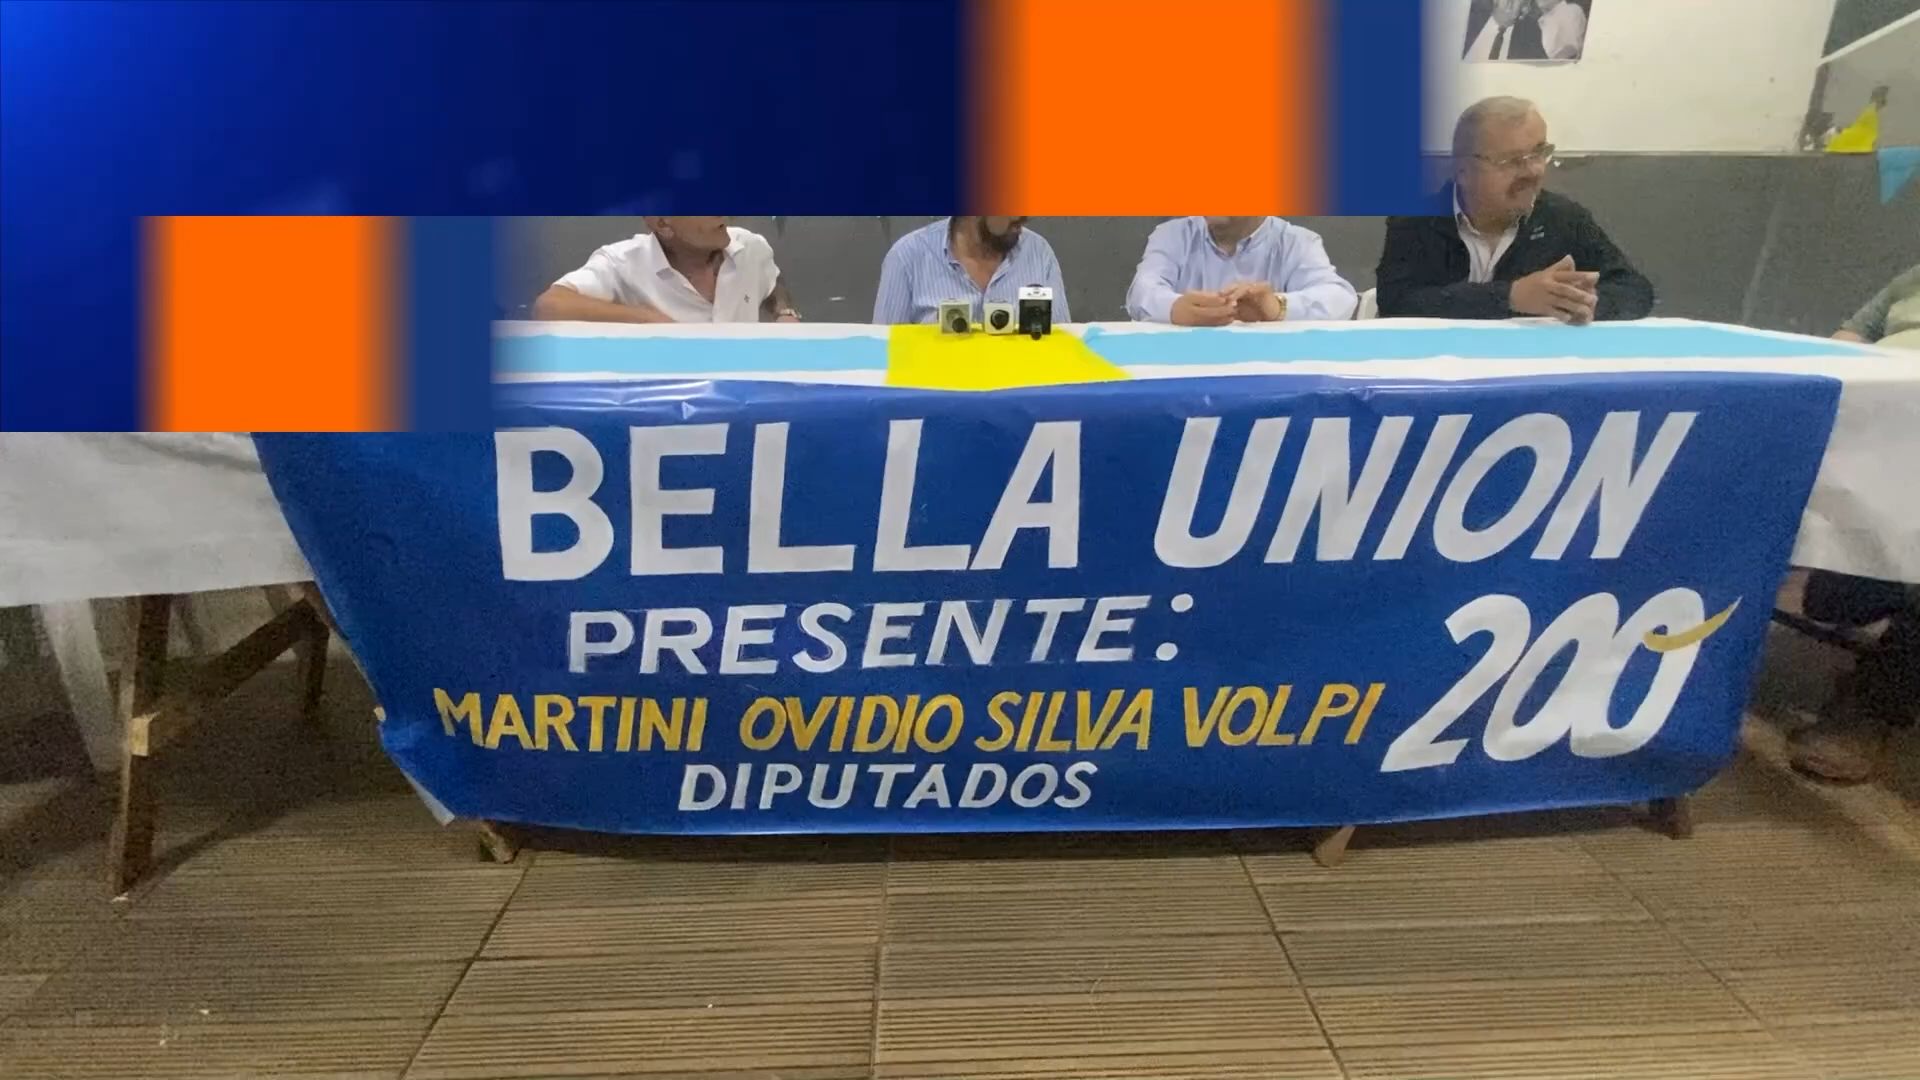 BELLA UNION
PRESENTE:
MARTINI OVIDIO SILVA VOLPI
DIPUTADOS
200